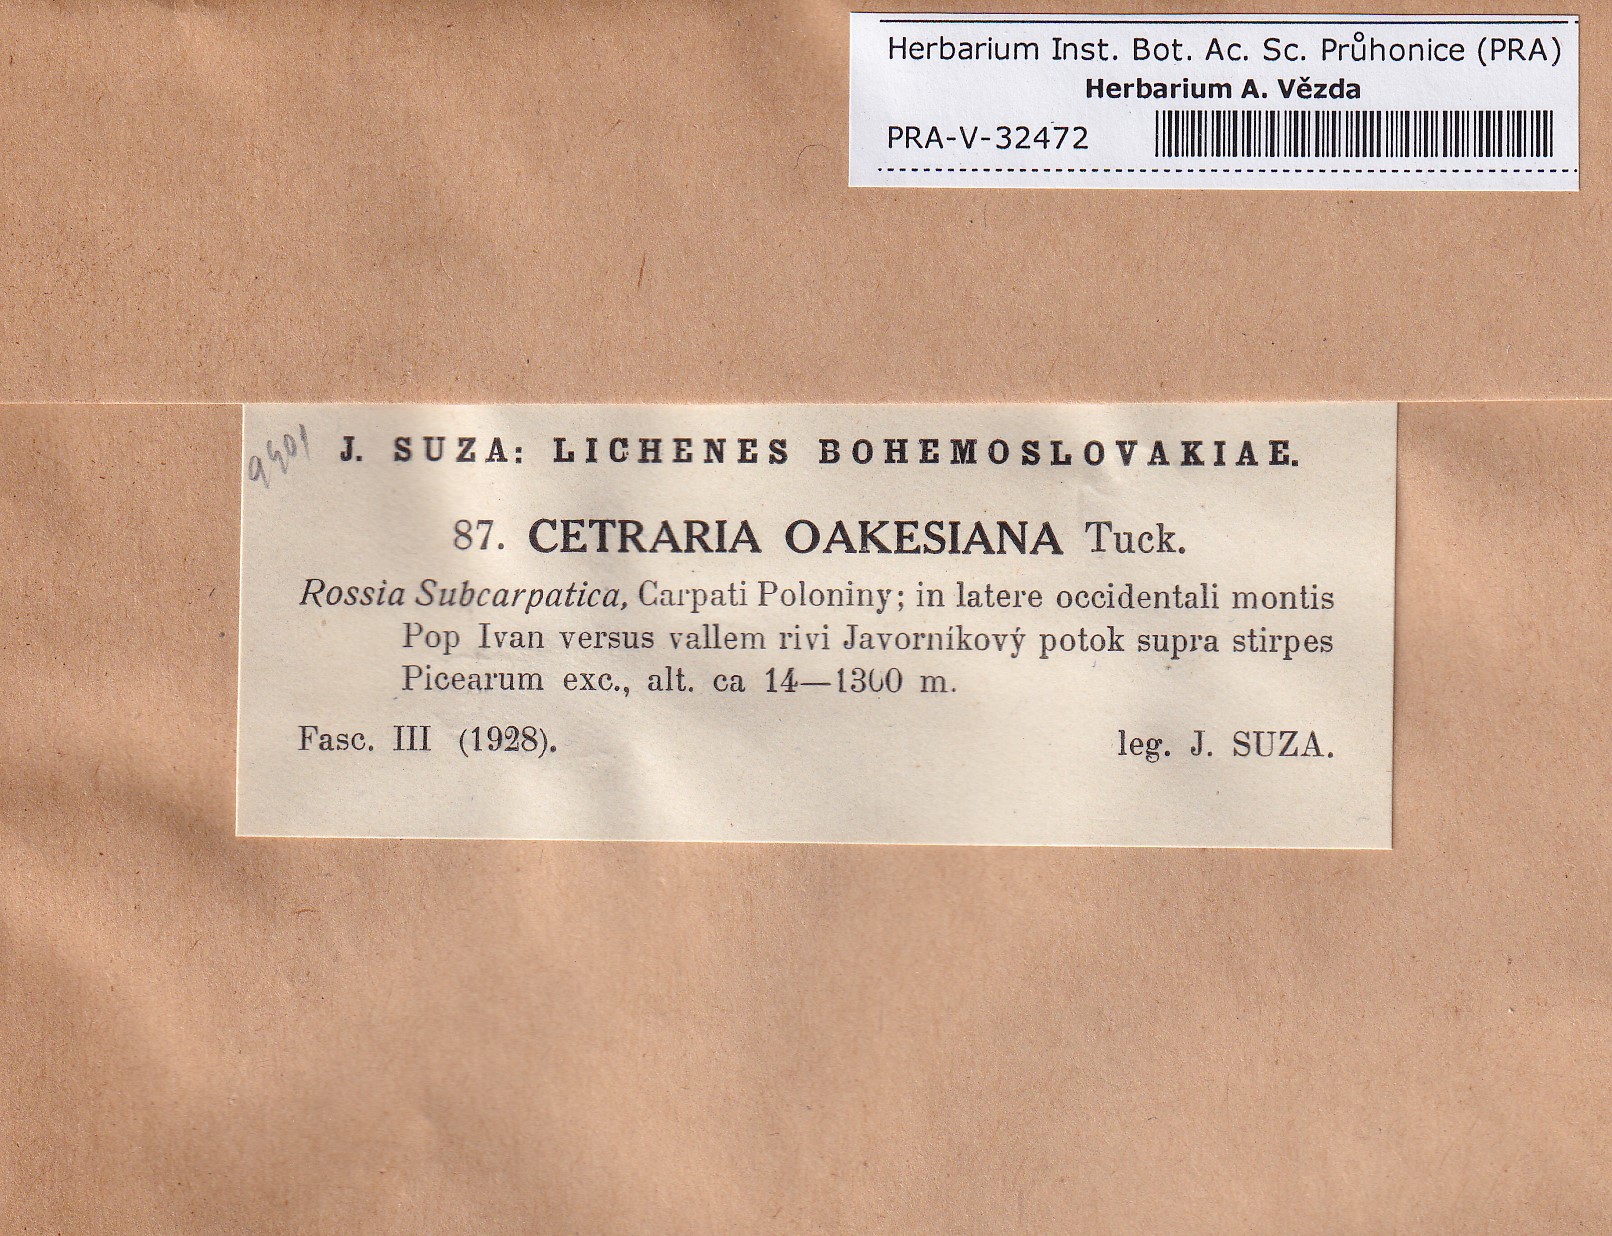 Herbarium Inst. Bot. Ac. Sc. Průhonice (PRA)
Herbarium A. Vězda
PRA-V-32472
J. SUZA: LICHENES BOHEMOSLOVAKIAE.
87. CETRARIA OAKESIANA Tuck.
Rossia Subcarpatica, Carpati Poloniny; in latere occidentali montis
Pop Ivan versus vallem rivi Javorníkový potok supra stirpes
Picearum exc., alt. ca 14—1300 m.
Fasc. III (1928).
leg. J. SUZA.